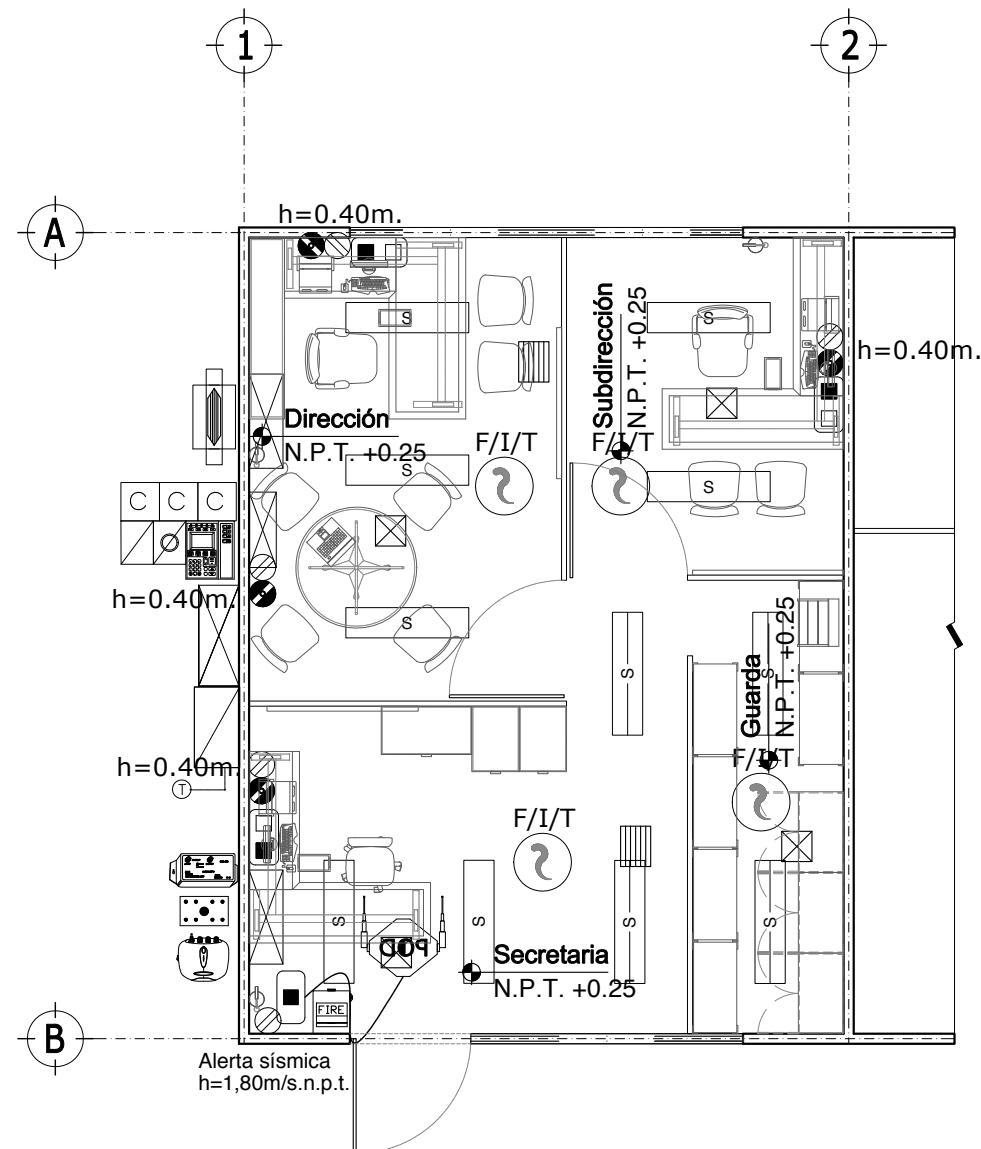 1
2
A
h=0.40m.
S
S
Subdirección
N.P.T. +0.25
h=0.40m.
Dirección
N.P.T. +0.25
F/I/T
F/I/T
S
S
C
C
C
h=0.40m.
S
S
S
Guarda
N.P.T. +0.25
F/I/T
h=0.40m.
T
F/I/T
S
S
S
S
POD
Secretaria
N.P.T. +0.25
FIRE
B
Alerta sísmica
h=1,80m/s.n.p.t.